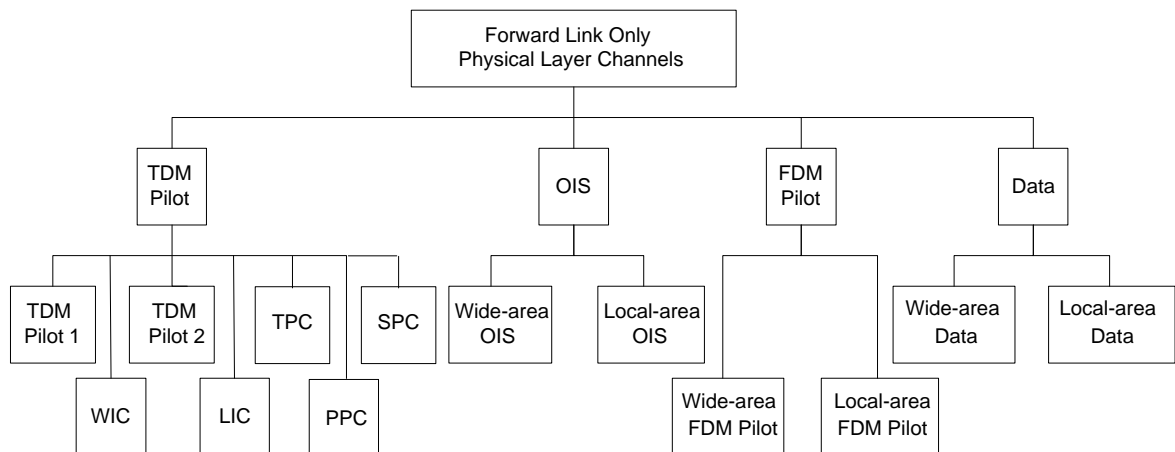 Forward Link Only
Physical Layer Channels
TDM
Pilot
OIS
FDM
Pilot
Data
TDM
Pilot 1
TDM
Pilot 2
TPC
SPC
Wide-area
OIS
Local-area
OIS
Wide-area
Data
Local-area
Data
WIC
LIC
PPC
Wide-area
FDM Pilot
Local-area
FDM Pilot